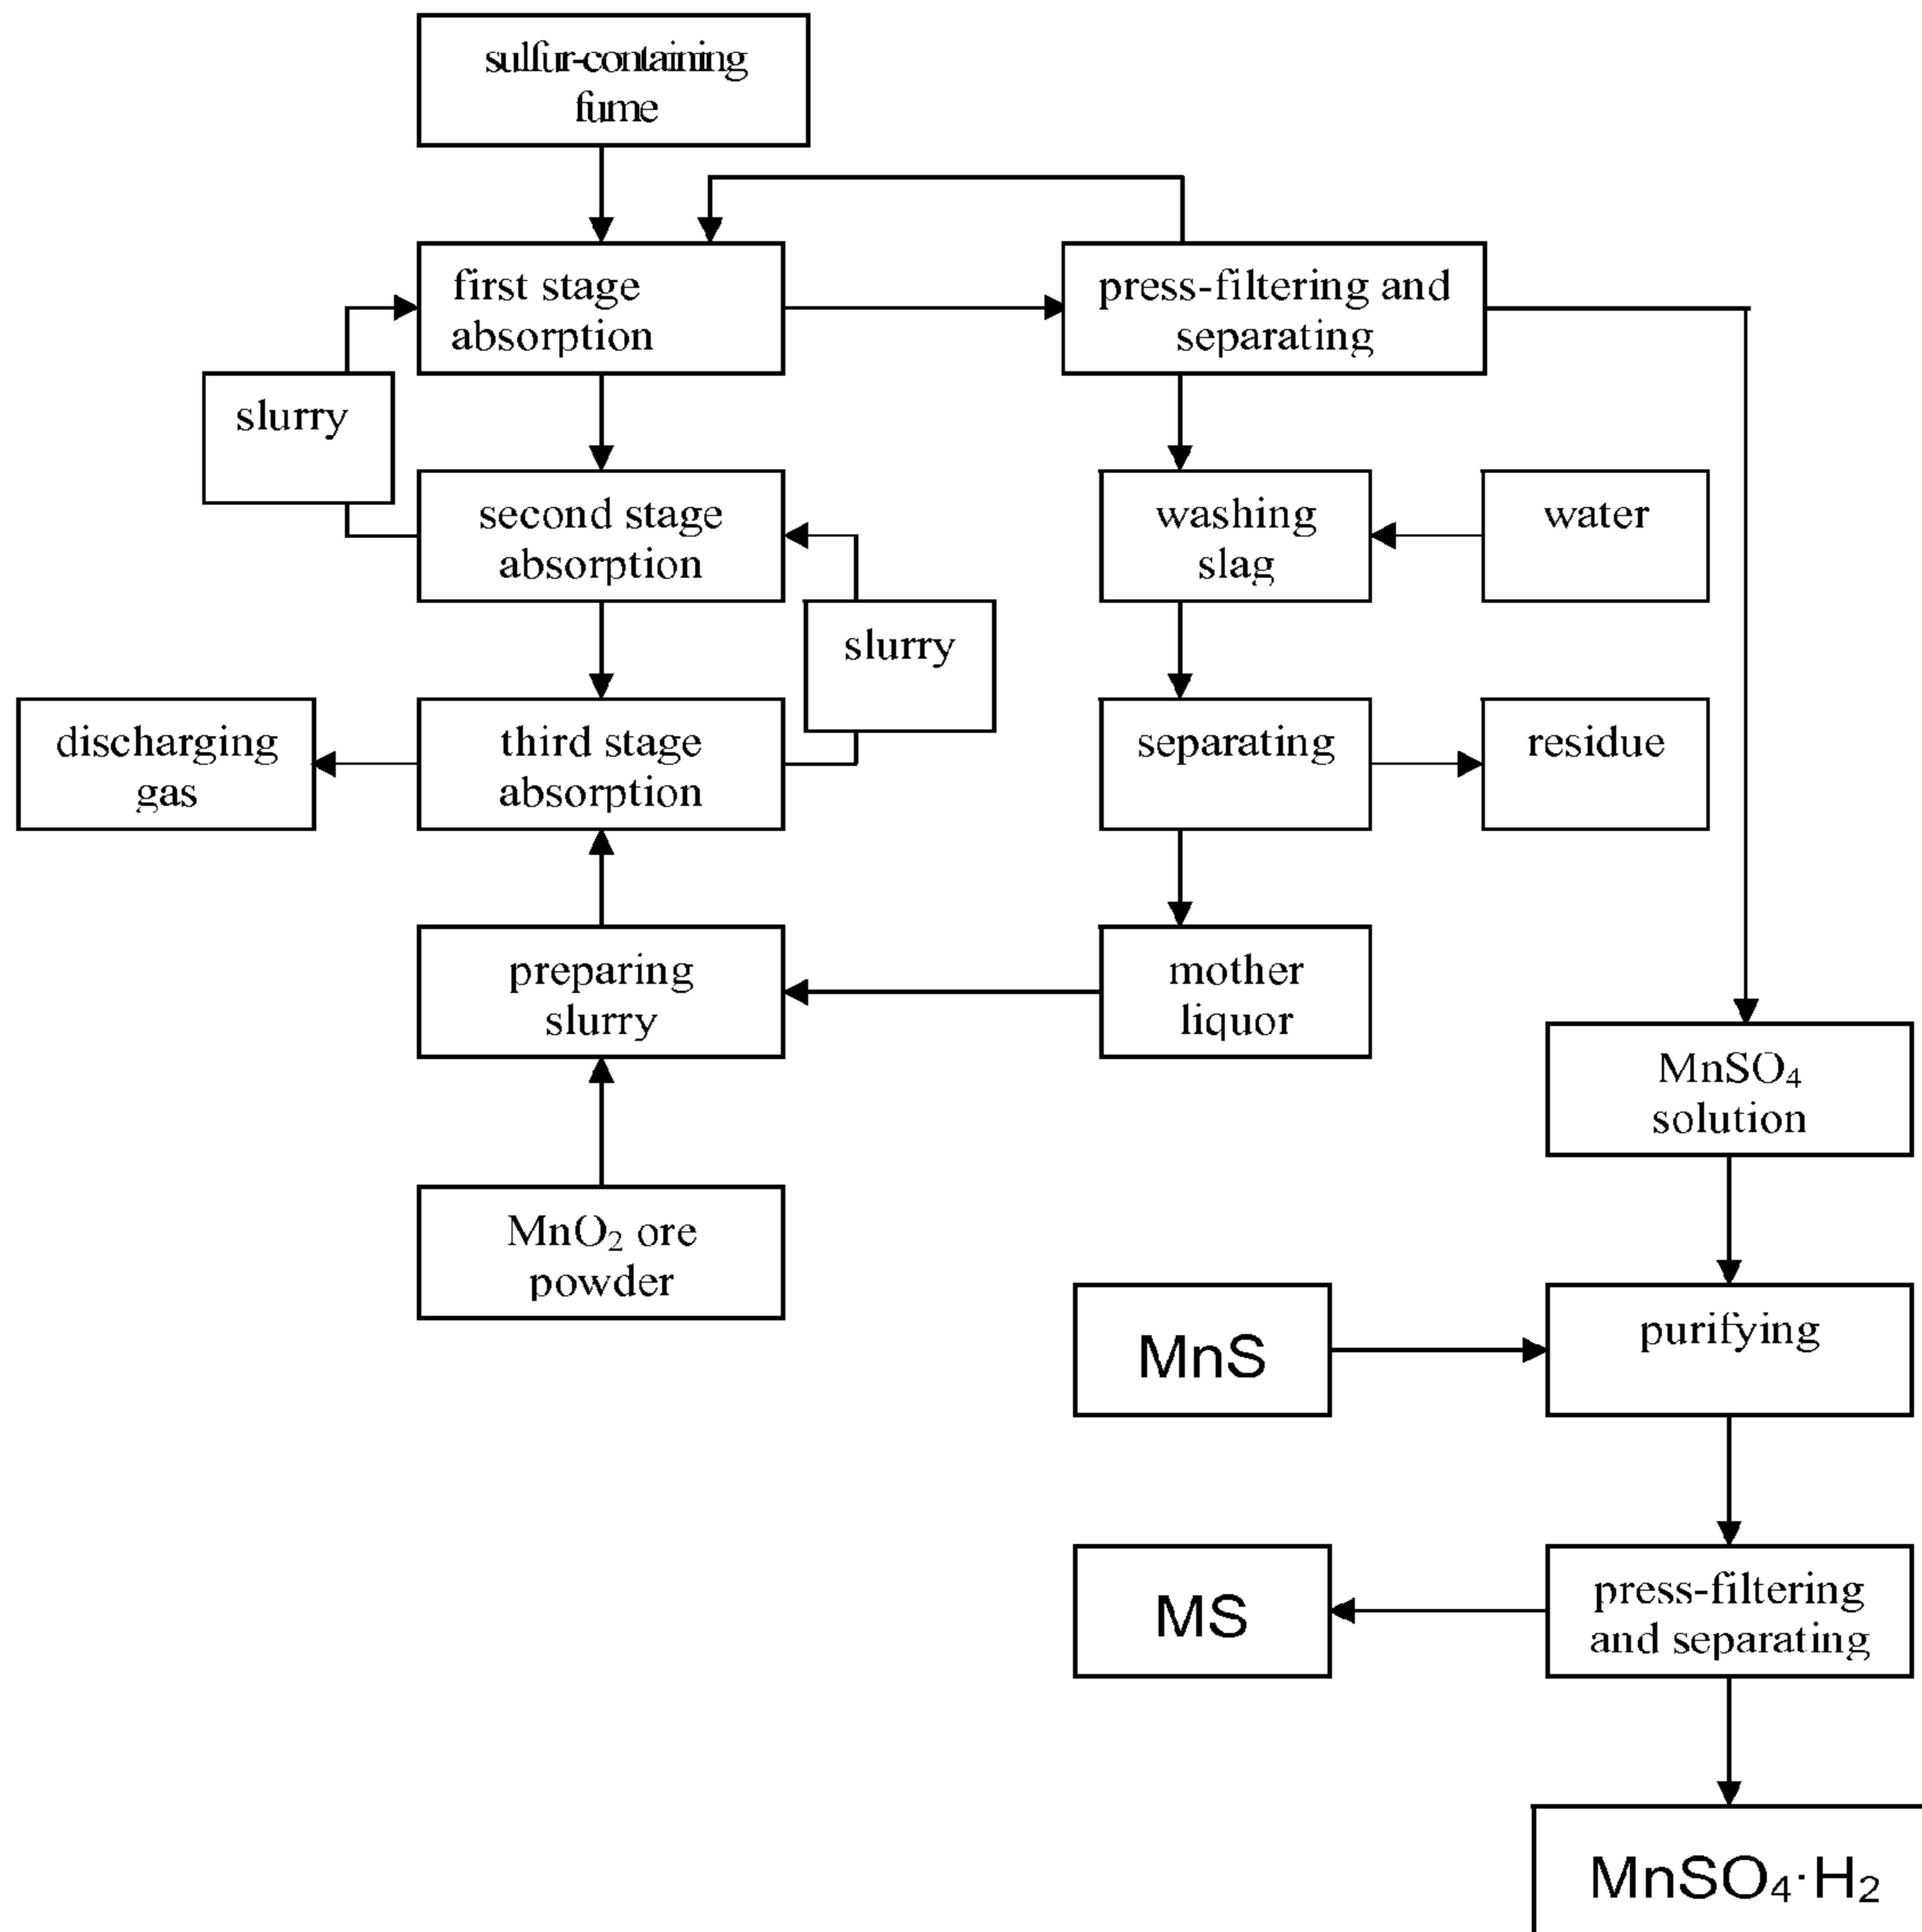 sulfur-containing
fume
first stage
absorption
press-filtering and
separating
slurry
second stage
absorption
washing
slag
water
slurry
discharging
gas
third stage
absorption
separating
residue
preparing
slurry
mother
liquor
MnSO₄
solution
MnO₂ ore
powder
MnS
purifying
MS
press-filtering
and separating
MnSO₄·H₂